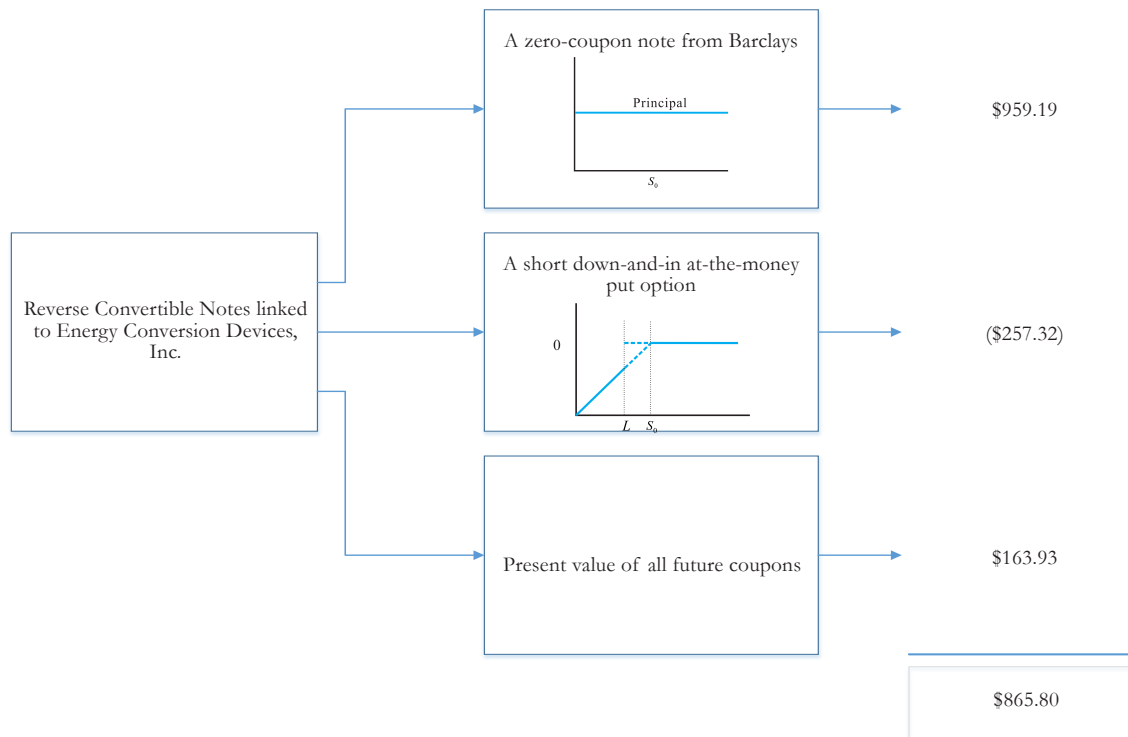 A zero-coupon note from Barclays
Principal
S₀
$959.19
Reverse Convertible Notes linked
to Energy Conversion Devices,
Inc.
A short down-and-in at-the-money
put option
0
L S₀
($257.32)
Present value of all future coupons
$163.93
$865.80